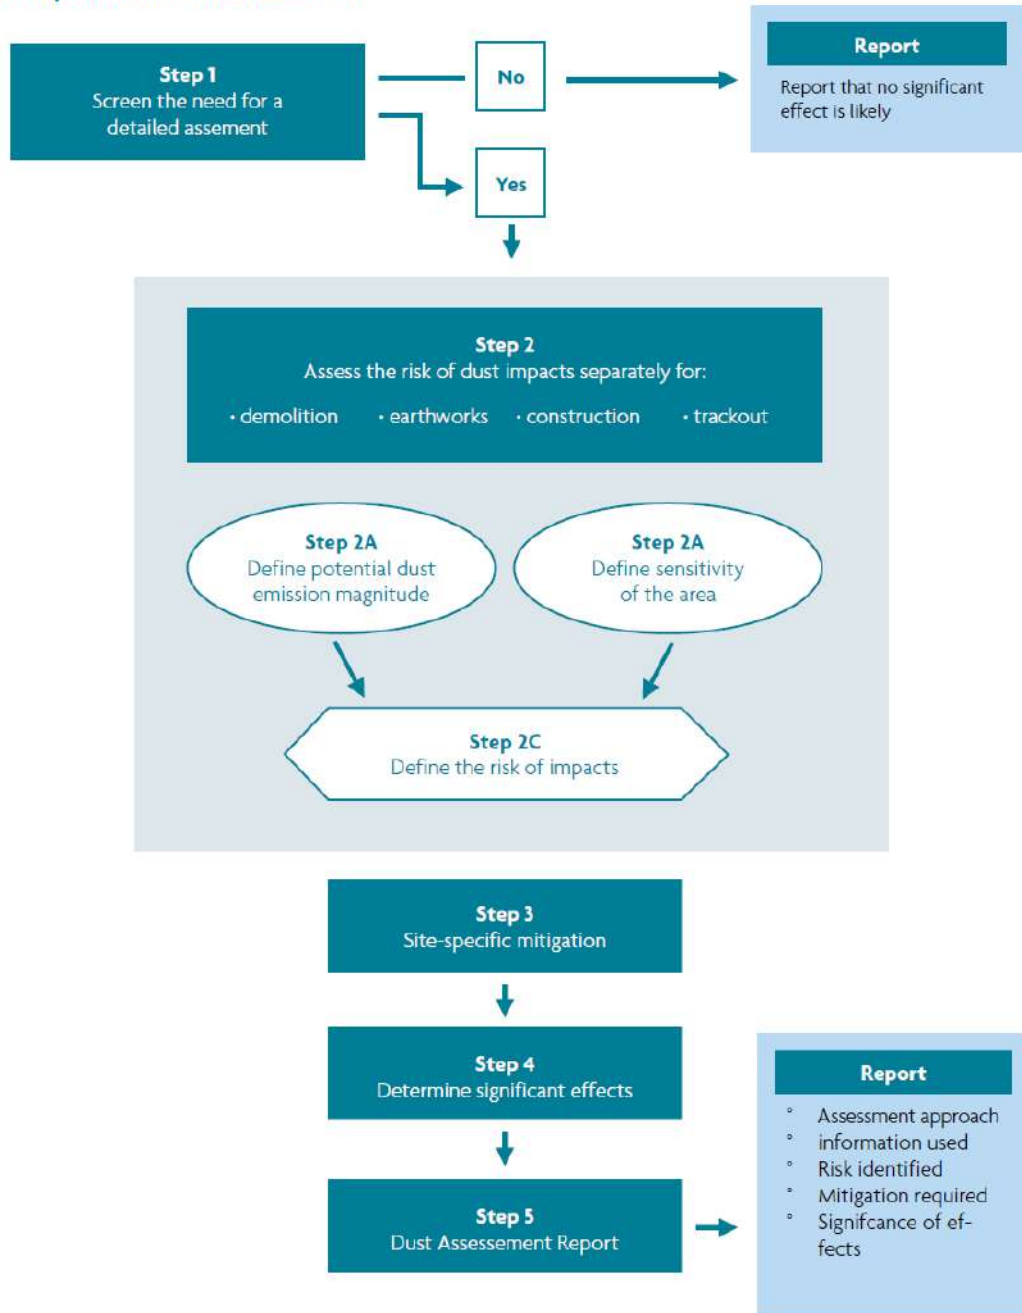 Step 1
Screen the need for a
detailed assement
No
Yes
Report
Report that no significant
effect is likely
Step 2
Assess the risk of dust impacts separately for:
· demolition · earthworks · construction · trackout
Step 2A
Define potential dust
emission magnitude
Step 2A
Define sensitivity
of the area
Step 2C
Define the risk of impacts
Step 3
Site-specific mitigation
Step 4
Determine significant effects
Step 5
Dust Assessement Report
Report
° Assessment approach
° information used
° Risk identified
° Mitigation required
° Signifcance of ef-
fects